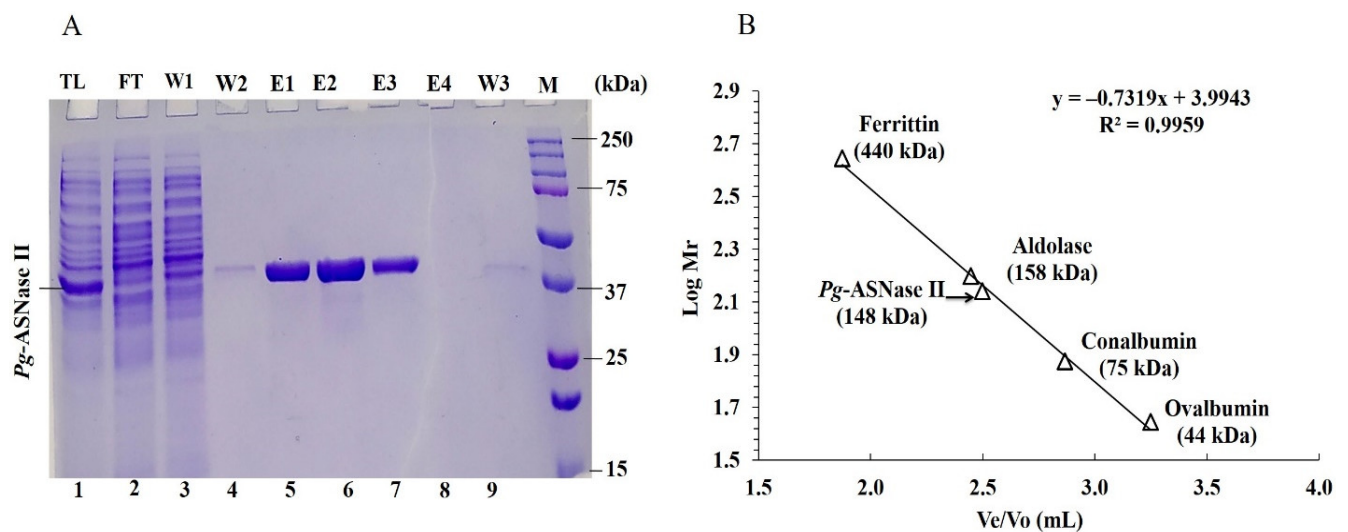 A
TL FT W1 W2 E1 E2 E3 E4 W3 M (kDa)
250
75
37
25
15
Pg-ASNase II
1 2 3 4 5 6 7 8 9
B
y = –0.7319x + 3.9943
R² = 0.9959
Ferrittin
(440 kDa)
Aldolase
(158 kDa)
Pg-ASNase II
(148 kDa)
Conalbumin
(75 kDa)
Ovalbumin
(44 kDa)
Log Mr
2.9
2.7
2.5
2.3
2.1
1.9
1.7
1.5
1.5 2.0 2.5 3.0 3.5 4.0
Ve/Vo (mL)